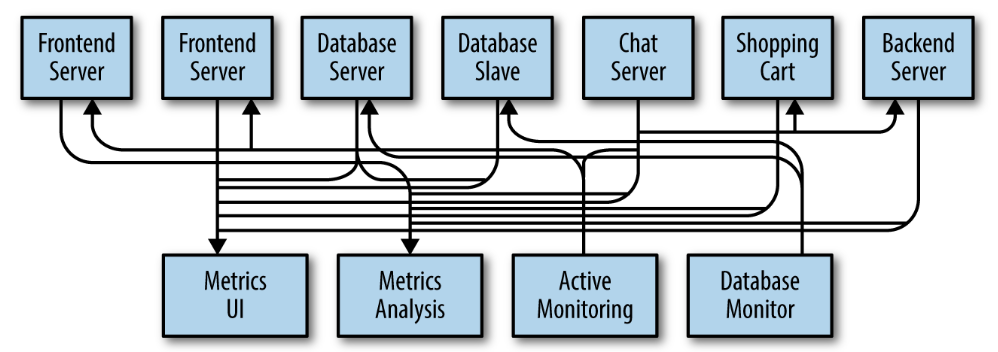 Frontend
Server
Frontend
Server
Database
Server
Database
Slave
Chat
Server
Shopping
Cart
Backend
Server
Metrics
UI
Metrics
Analysis
Active
Monitoring
Database
Monitor